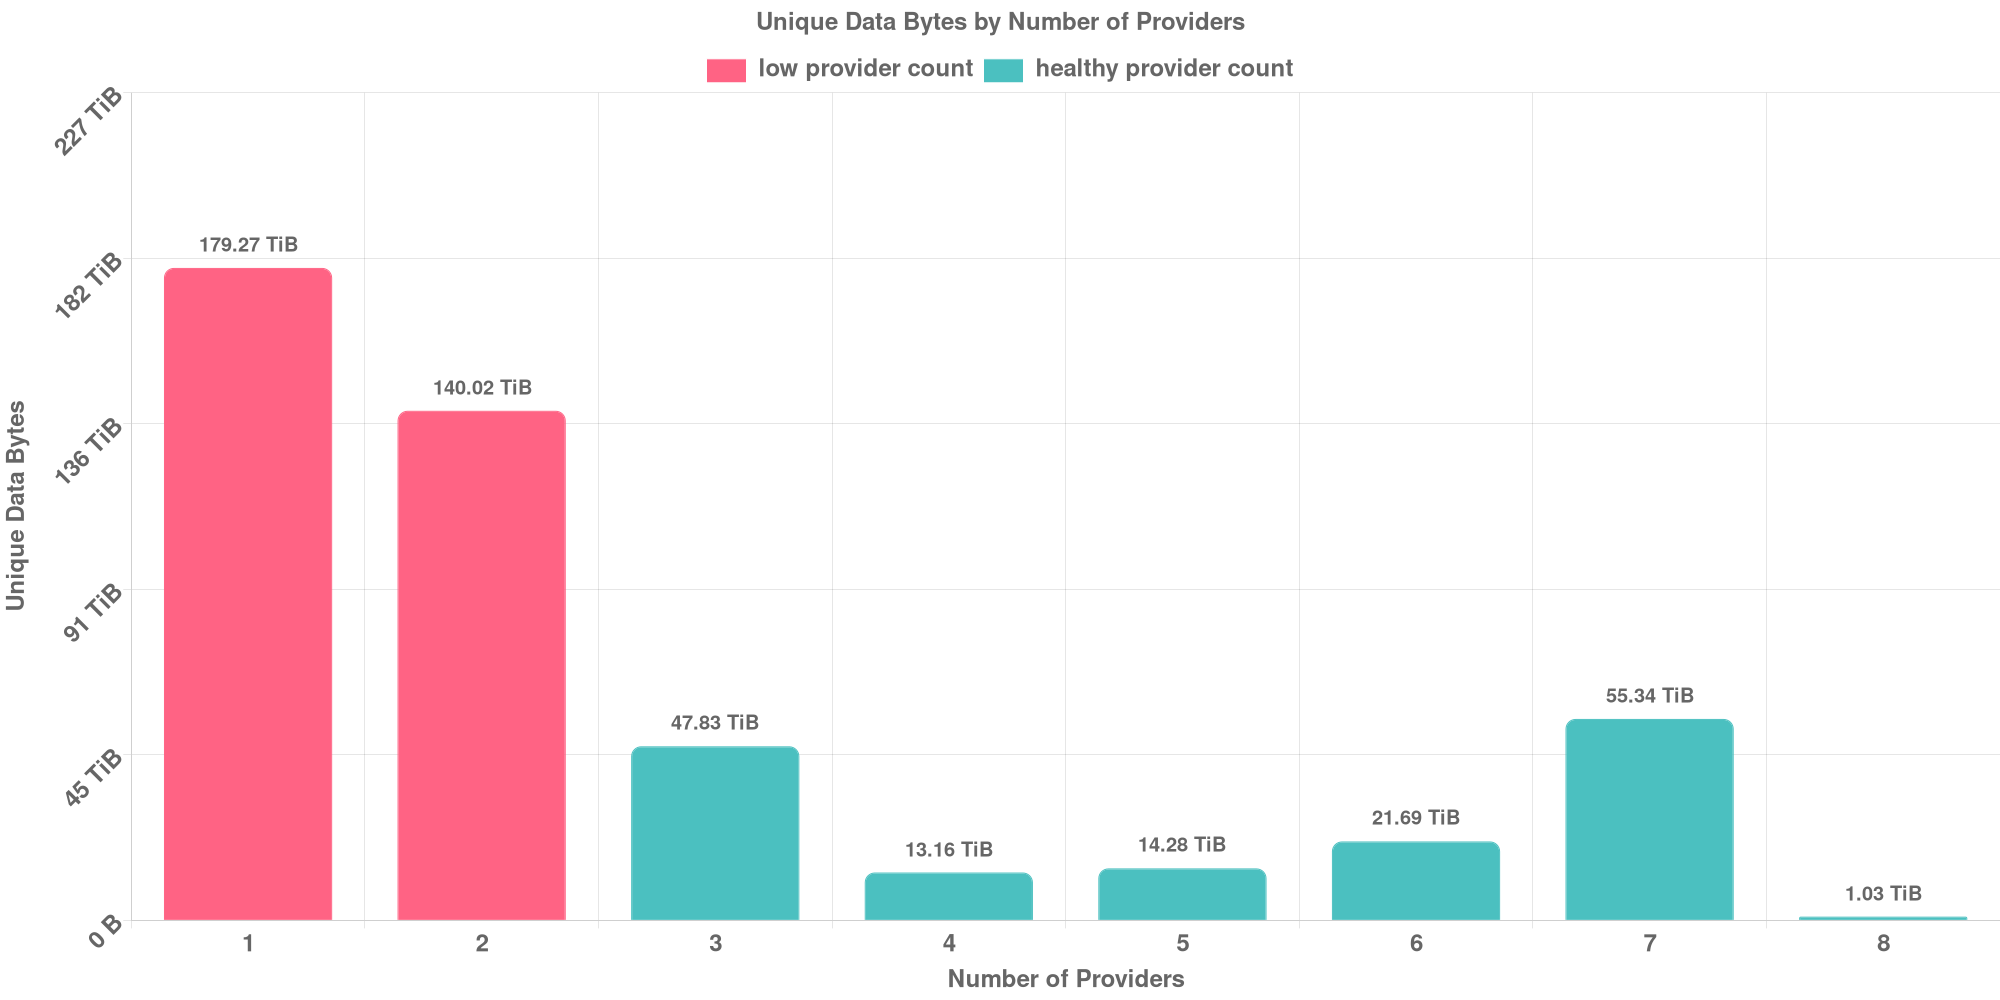 Unique Data Bytes by Number of Providers
low provider count healthy provider count
227 TiB
182 TiB
136 TiB
91 TiB
45 TiB
0 B
Unique Data Bytes
179.27 TiB
140.02 TiB
47.83 TiB
13.16 TiB
14.28 TiB
21.69 TiB
55.34 TiB
1.03 TiB
1 2 3 4 5 6 7 8
Number of Providers